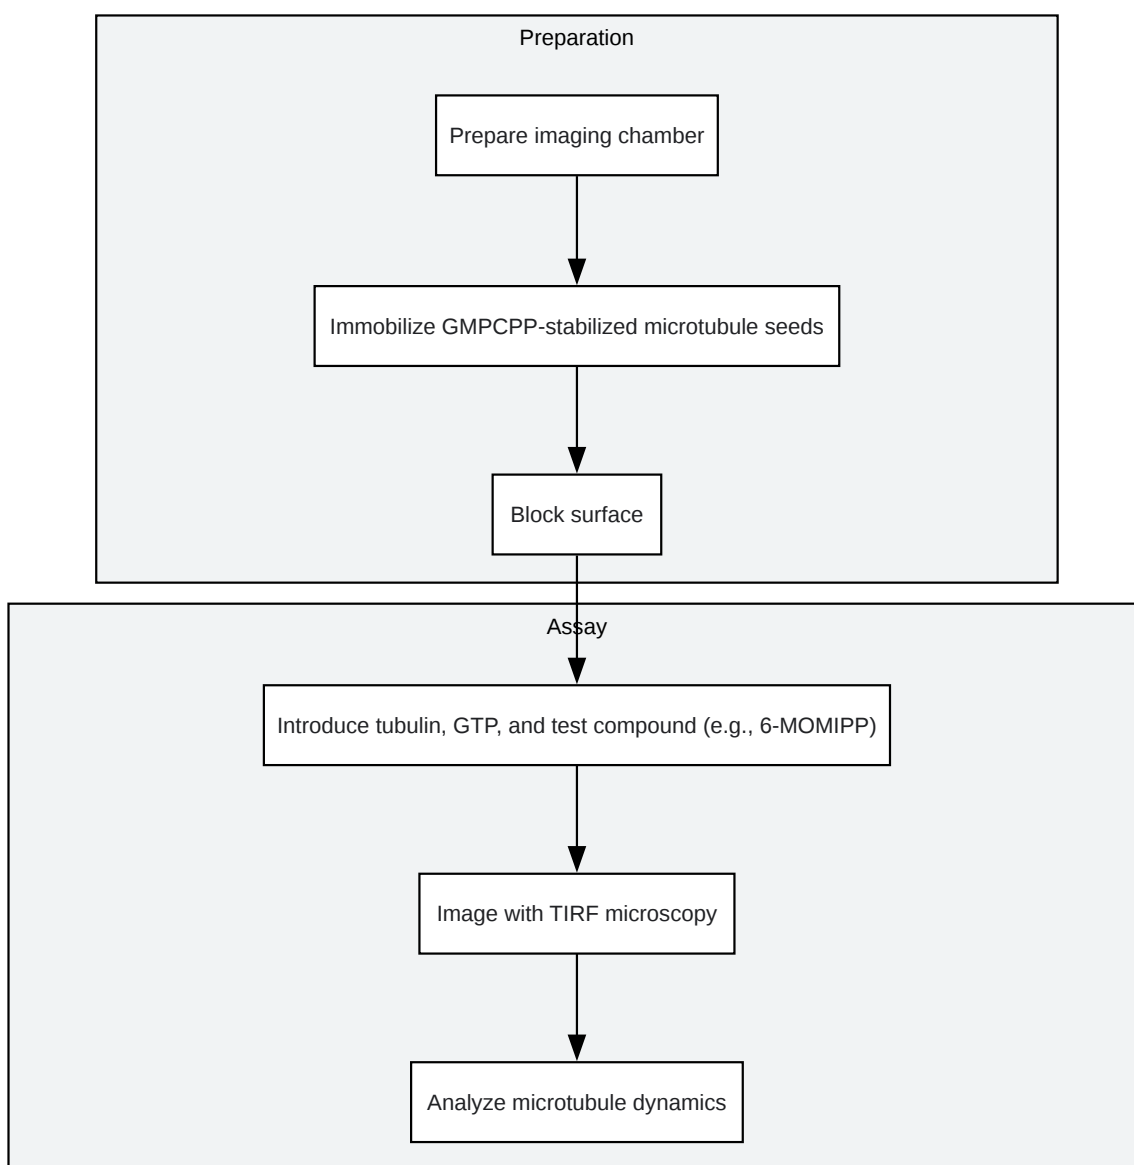 Preparation
Prepare imaging chamber
Immobilize GMPCPP-stabilized microtubule seeds
Block surface
Assay
Introduce tubulin, GTP, and test compound (e.g., 6-MOMIPP)
Image with TIRF microscopy
Analyze microtubule dynamics